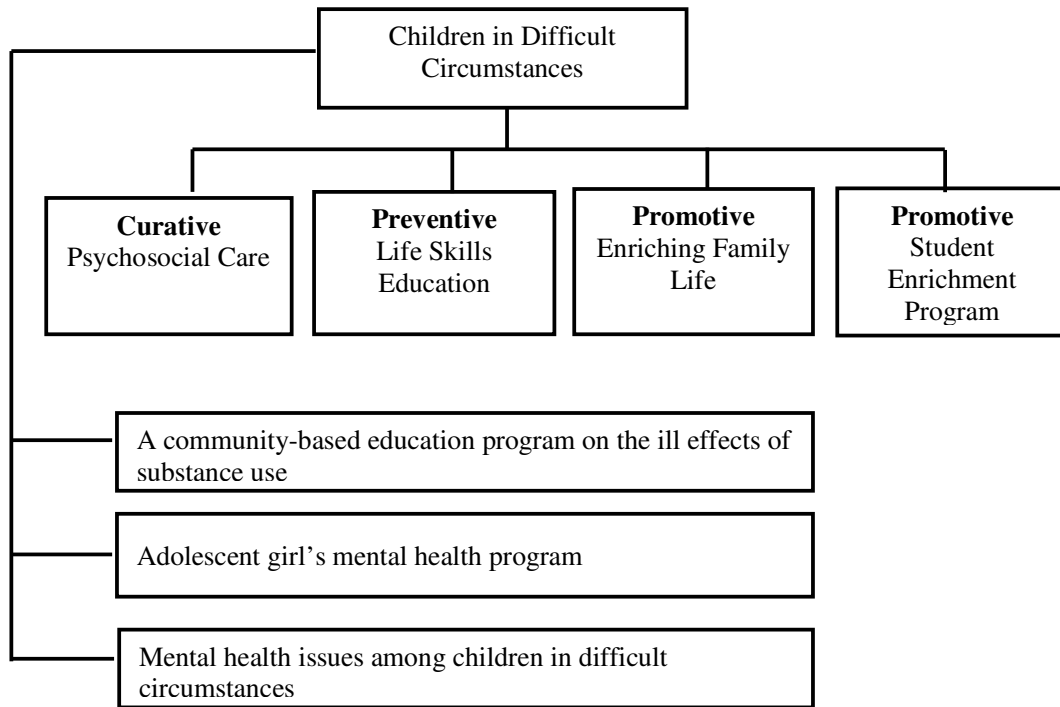 Children in Difficult
Circumstances
Curative
Psychosocial Care
Preventive
Life Skills
Education
Promotive
Enriching Family
Life
Promotive
Student
Enrichment
Program
A community-based education program on the ill effects of
substance use
Adolescent girl’s mental health program
Mental health issues among children in difficult
circumstances